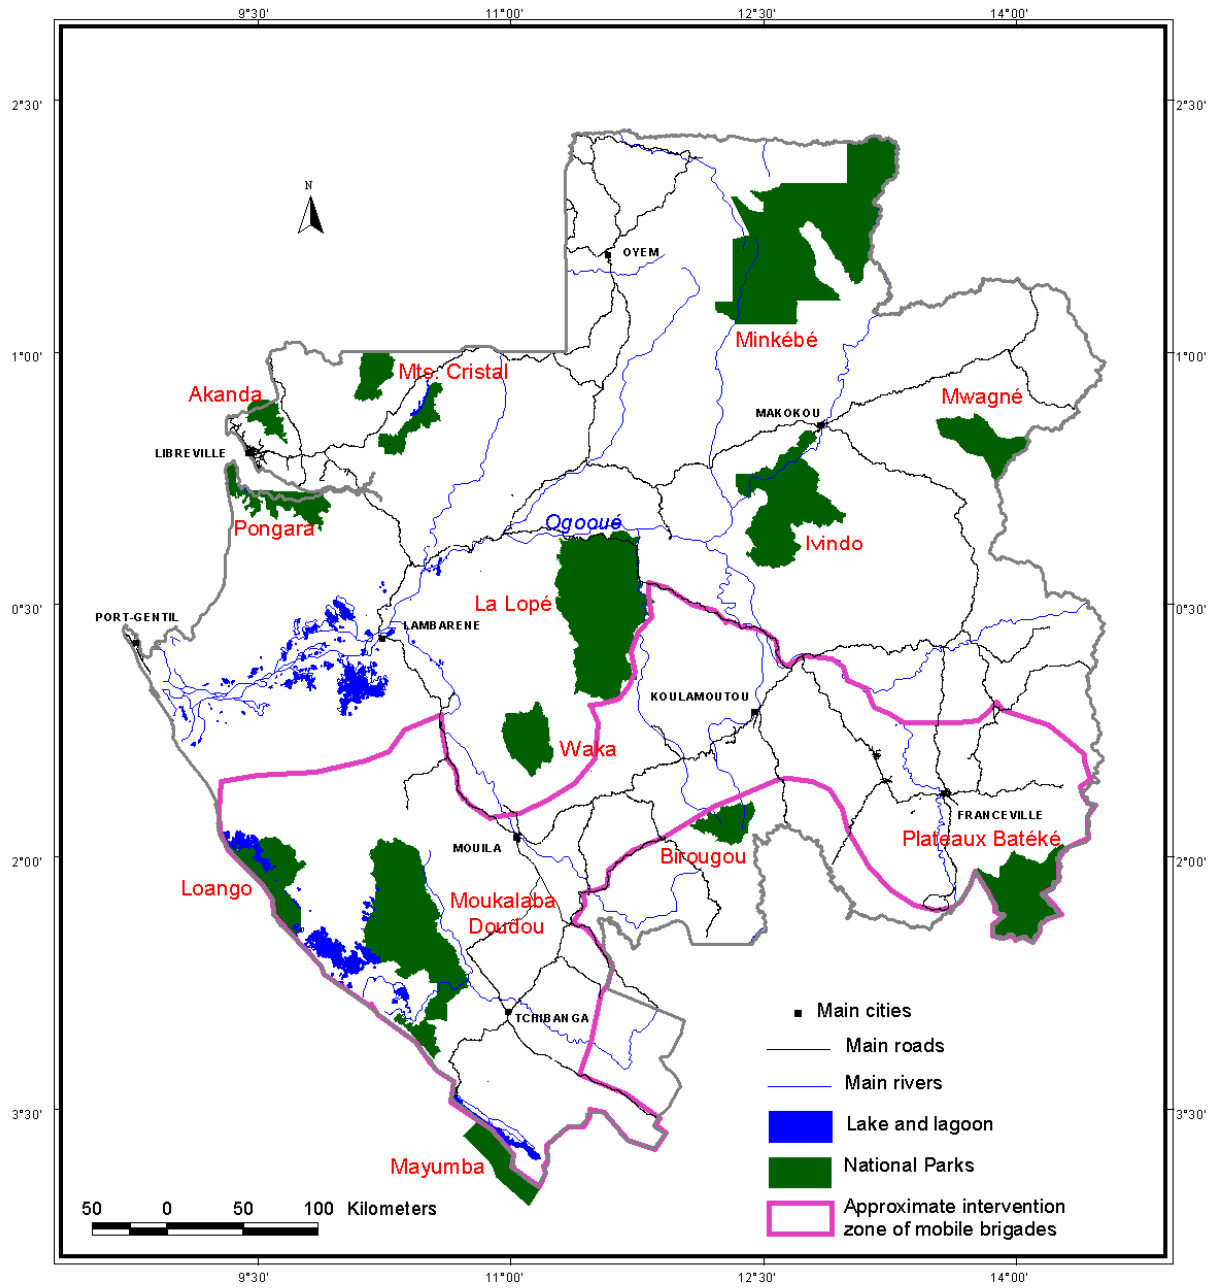 9°30' 11°00' 12°30' 14°00'
2°30' 2°30'
N
OYEM
Minkébé
1°00' 1°00'
Mts. Cristal
Akanda
Mwagné
MAKOKOU
LIBREVILLE
Ogooué
Pongara
Ivindo
La Lopé
0°30' 0°30'
PORT-GENTIL
LAMBARENE
KOULAMOUTOU
Waka
FRANCEVILLE
Plateaux Batéké
MOUILA
Birougou
2°00' 2°00'
Loango
Moukalaba
Doudou
TCHIBANGA
Main cities
Main roads
Main rivers
3°30' 3°30'
Lake and lagoon
Mayumba
National Parks
50 0 50 100 Kilometers
Approximate intervention
zone of mobile brigades
9°30' 11°00' 12°30' 14°00'